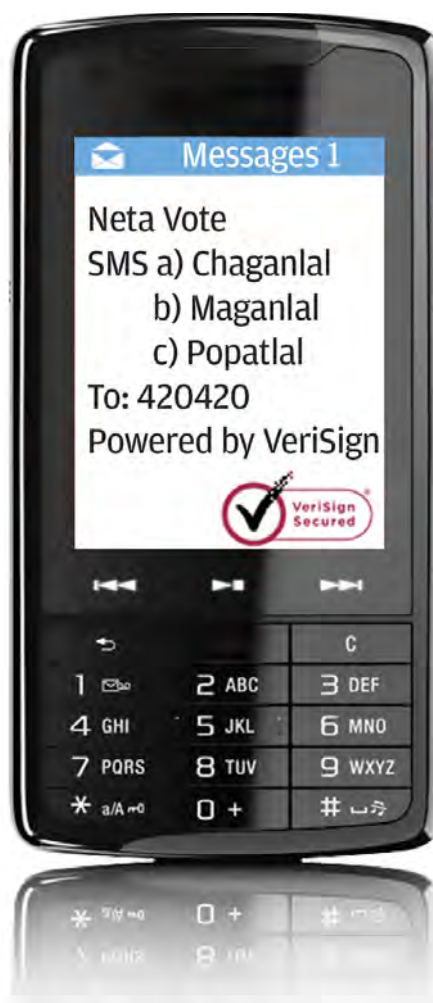 Messages 1
Neta Vote
SMS a) Chaganlal
b) Maganlal
c) Popatlal
To: 420420
Powered by VeriSign
VeriSign
Secured
C
1 2 ABC 3 DEF
4 GHI 5 JKL 6 MNO
7 PQRS 8 TUV 9 WXYZ
* a/A 0 + #